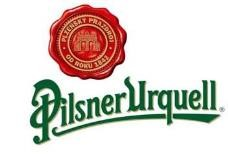 PLZEŇSKÝ PRAZDROJ
OD ROKU 1842
Pilsner Urquell®